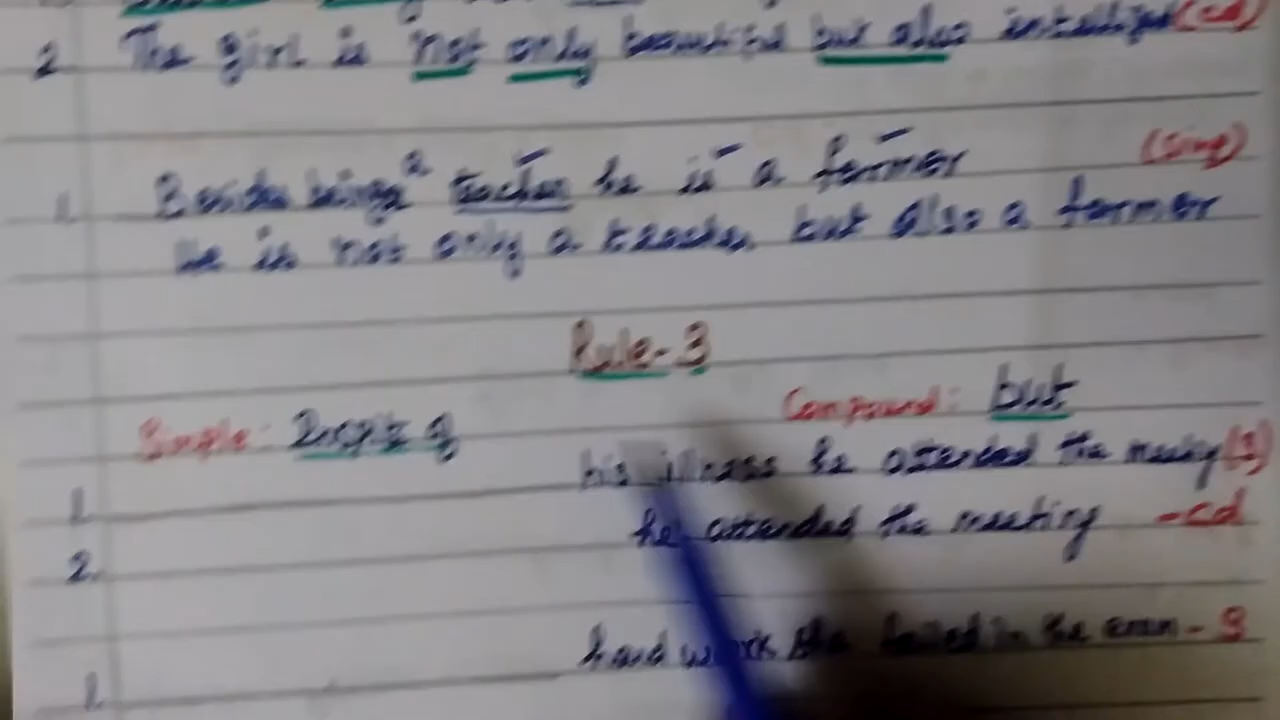 2. The girl is not only beautiful but also intelligent (cd)
1. Besides being a teacher he is a farmer (Simp)
He is not only a teacher but also a farmer
Rule-3
Simple: Inspite of Compound: but
1. his illness he attended the meeting (S)
2. he attended the meeting - cd
1. hard work she failed in the exam - S